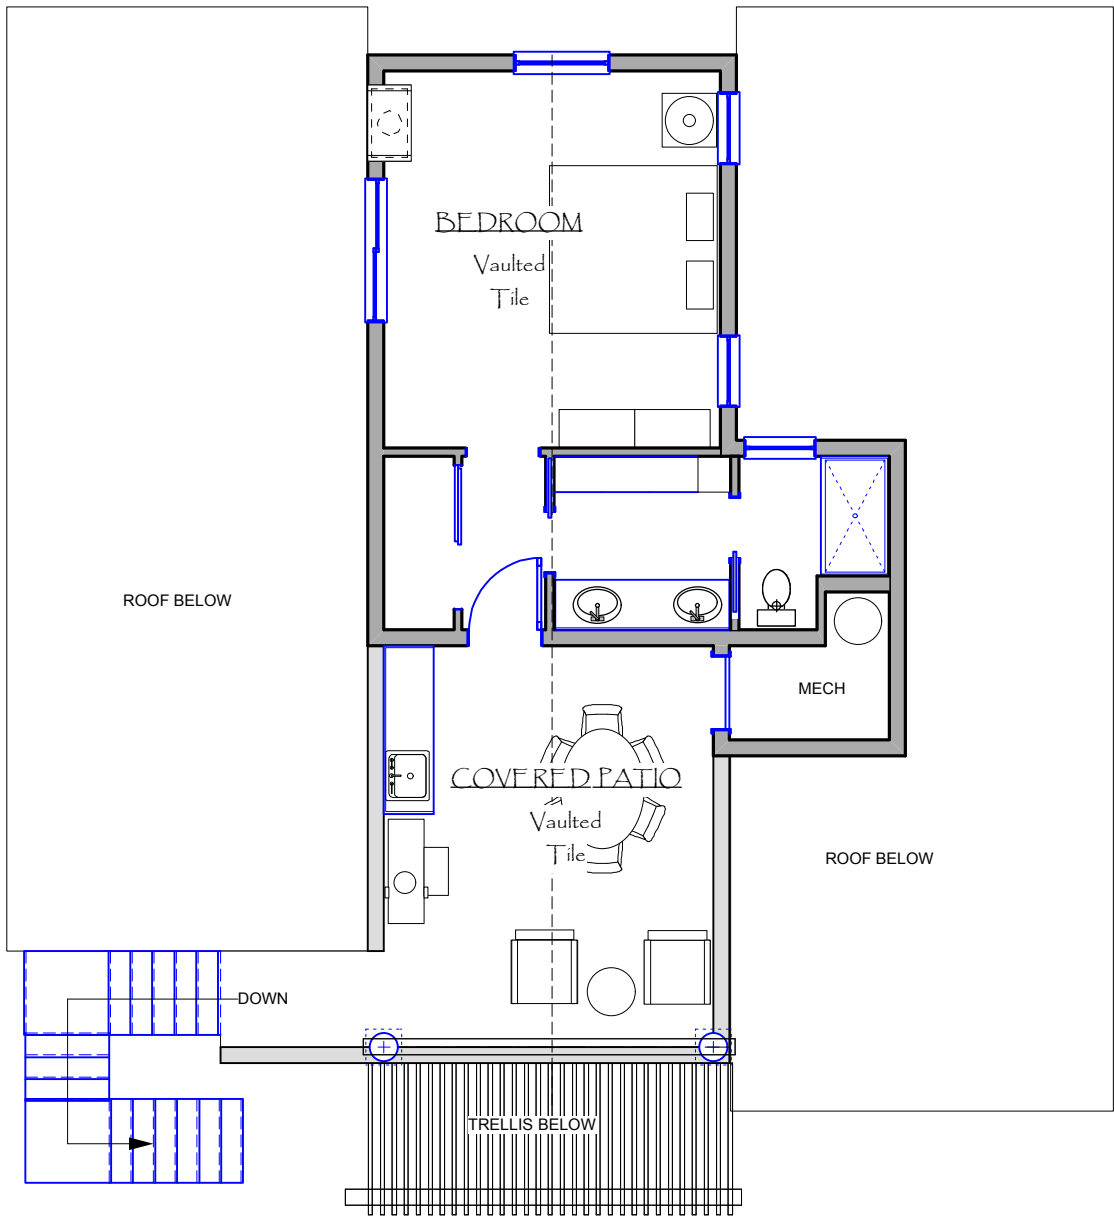 BEDROOM
Vaulted
Tile
ROOF BELOW
MECH
COVERED PATIO
Vaulted
Tile
ROOF BELOW
DOWN
TRELLIS BELOW